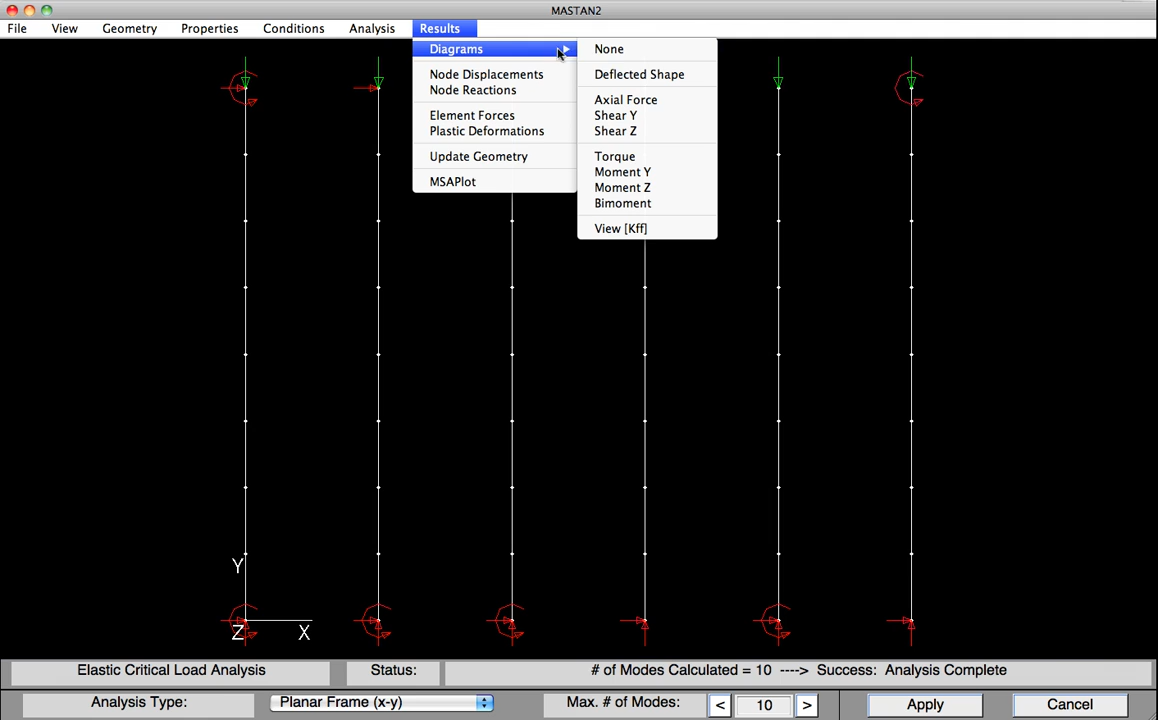 MASTAN2
File View Geometry Properties Conditions Analysis Results
Diagrams
Node Displacements
Node Reactions
Element Forces
Plastic Deformations
Update Geometry
MSAPlot
None
Deflected Shape
Axial Force
Shear Y
Shear Z
Torque
Moment Y
Moment Z
Bimoment
View [Kff]
Y
Z X
Elastic Critical Load Analysis Status: # of Modes Calculated = 10 ----> Success: Analysis Complete
Analysis Type: Planar Frame (x-y) Max. # of Modes: < 10 > Apply Cancel